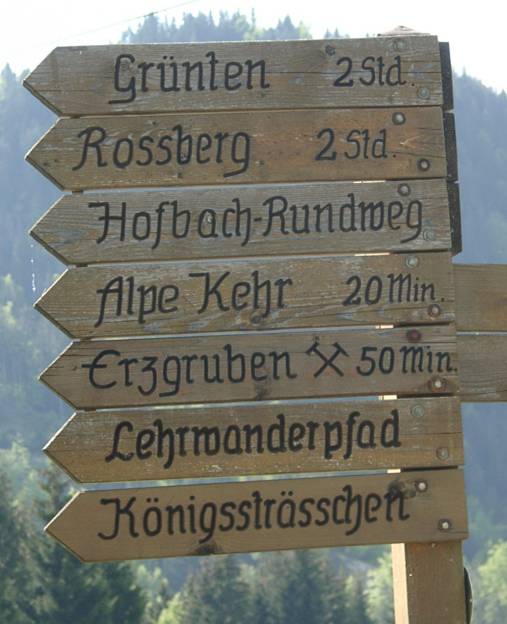 Grünten 2 Std.
Rossberg 2 Std.
Hofbach-Rundweg
Alpe Kehr 20 Min.
Erzgruben ⚒ 50 Min.
Lehrwanderpfad
Königssträsschen